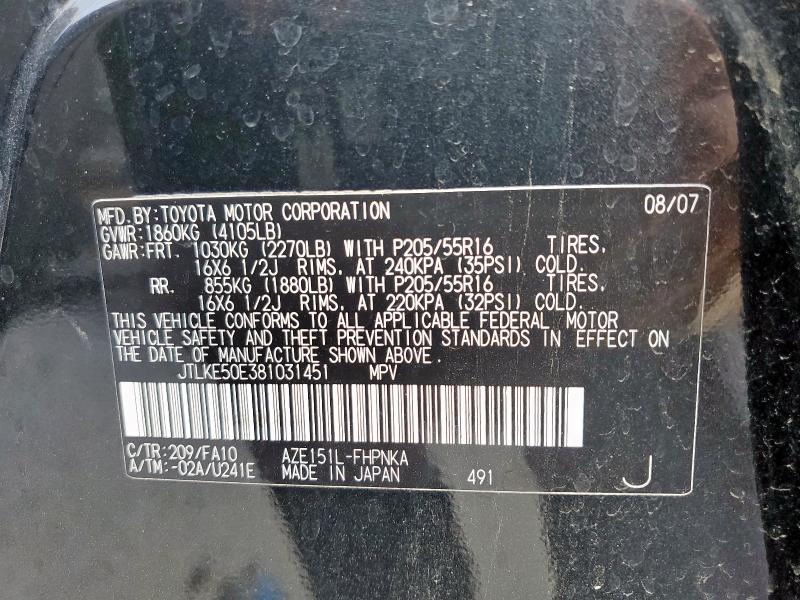 MFD.BY:TOYOTA MOTOR CORPORATION 08/07
GVWR:1860KG (4105LB)
GAWR:FRT. 1030KG (2270LB) WITH P205/55R16 TIRES,
16X6 1/2J RIMS, AT 240KPA (35PSI) COLD.
RR. 855KG (1880LB) WITH P205/55R16 TIRES,
16X6 1/2J RIMS, AT 220KPA (32PSI) COLD.
THIS VEHICLE CONFORMS TO ALL APPLICABLE FEDERAL MOTOR
VEHICLE SAFETY AND THEFT PREVENTION STANDARDS IN EFFECT ON
THE DATE OF MANUFACTURE SHOWN ABOVE.
JTLKE50E381031451 MPV
C/TR:209/FA10 AZE151L-FHPNKA
A/TM:-02A/U241E MADE IN JAPAN 491 J